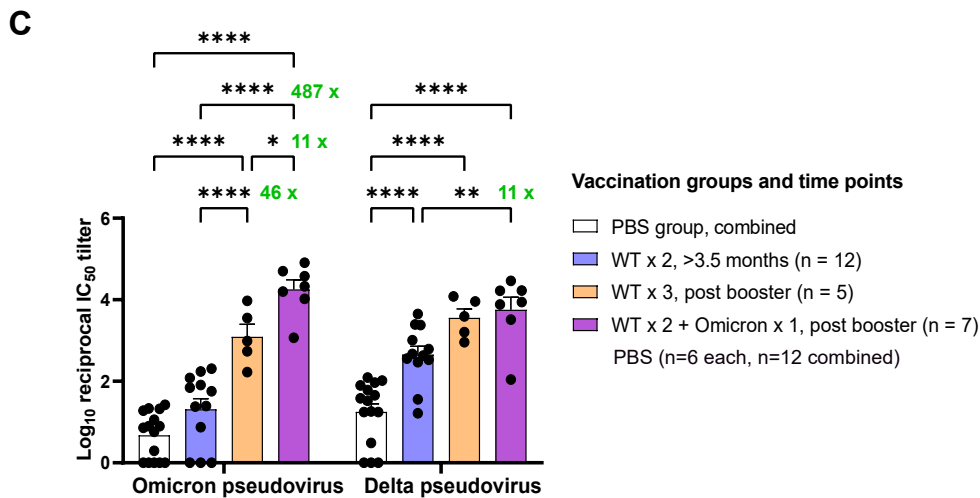 C
****
**** 487 x
****
**** * 11 x
****
**** 46 x
**** ** 11 x
Log10 reciprocal IC50 tilter
6
4
2
0
Omicron pseudovirus
Delta pseudovirus
Vaccination groups and time points
PBS group, combined
WT x 2, >3.5 months (n = 12)
WT x 3, post booster (n = 5)
WT x 2 + Omicron x 1, post booster (n = 7)
PBS (n=6 each, n=12 combined)